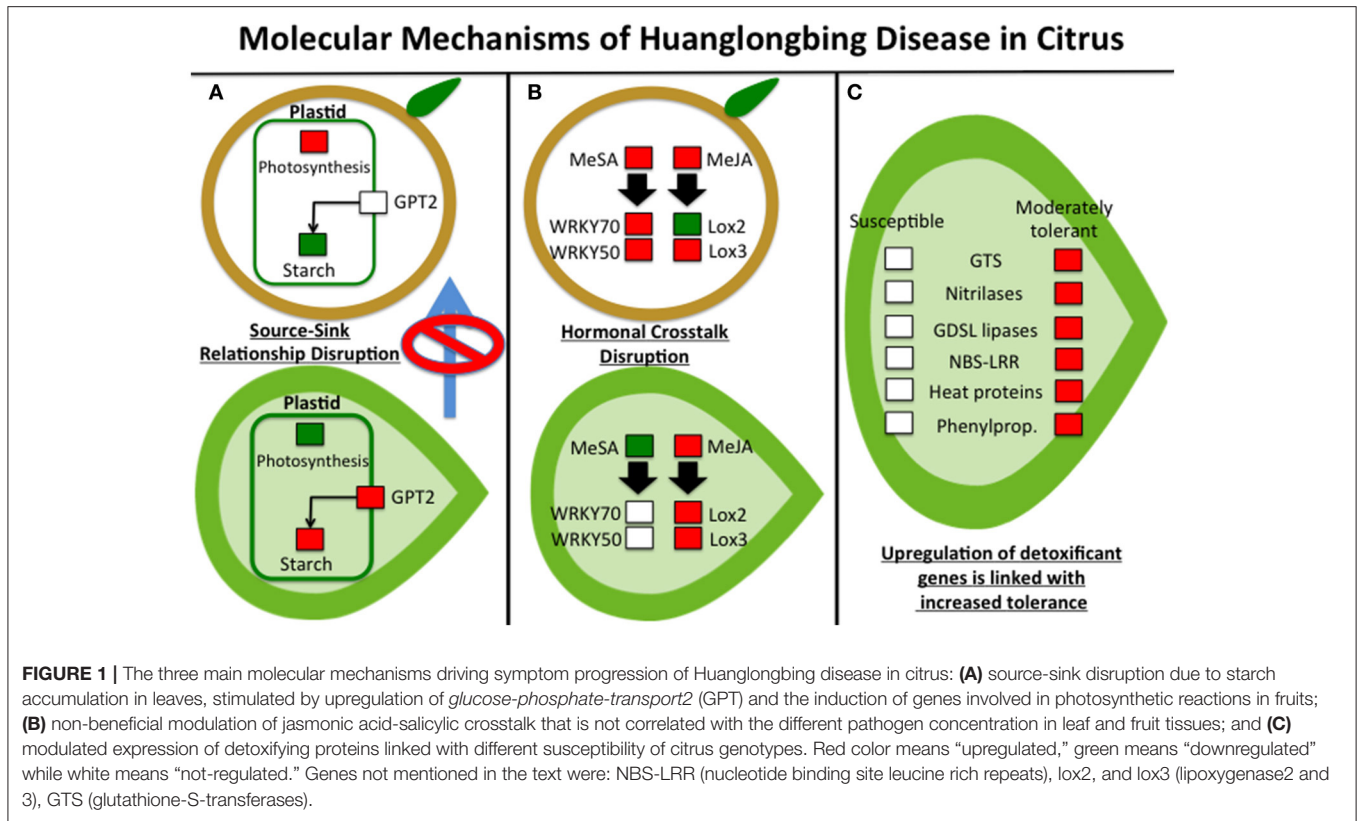 Molecular Mechanisms of Huanglongbing Disease in Citrus
A
Plastid
Photosynthesis
GPT2
Starch
Source-Sink
Relationship Disruption
Plastid
Photosynthesis
GPT2
Starch
B
MeSA
MeJA
WRKY70
Lox2
WRKY50
Lox3
Hormonal Crosstalk
Disruption
MeSA
MeJA
WRKY70
Lox2
WRKY50
Lox3
C
Susceptible
Moderately
tolerant
GTS
Nitrilases
GDSL lipases
NBS-LRR
Heat proteins
Phenylprop.
Upregulation of detoxificant
genes is linked with
increased tolerance
FIGURE 1 | The three main molecular mechanisms driving symptom progression of Huanglongbing disease in citrus: (A) source-sink disruption due to starch
accumulation in leaves, stimulated by upregulation of glucose-phosphate-transport2 (GPT) and the induction of genes involved in photosynthetic reactions in fruits;
(B) non-beneficial modulation of jasmonic acid-salicylic crosstalk that is not correlated with the different pathogen concentration in leaf and fruit tissues; and (C)
modulated expression of detoxifying proteins linked with different susceptibility of citrus genotypes. Red color means “upregulated,” green means “downregulated”
while white means “not-regulated.” Genes not mentioned in the text were: NBS-LRR (nucleotide binding site leucine rich repeats), lox2, and lox3 (lipoxygenase2 and
3), GTS (glutathione-S-transferases).